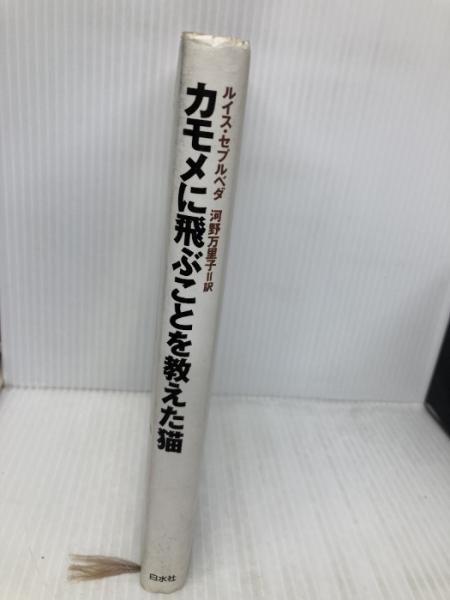 ルイス・セプルベダ 河野万里子=訳
カモメに飛ぶことを教えた猫
白水社